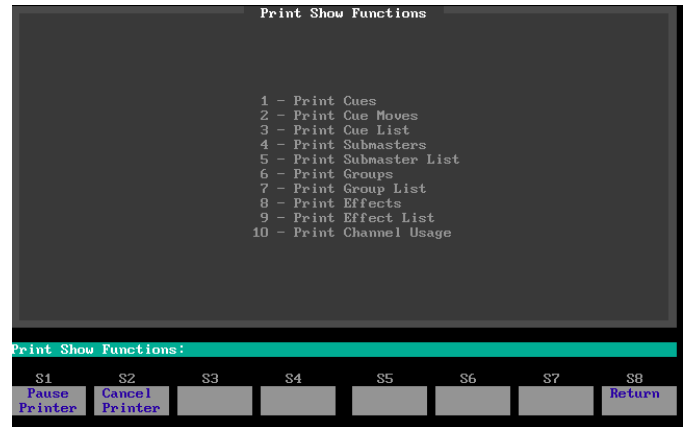 Print Show Functions
1 - Print Cues
2 - Print Cue Moves
3 - Print Cue List
4 - Print Submasters
5 - Print Submaster List
6 - Print Groups
7 - Print Group List
8 - Print Effects
9 - Print Effect List
10 - Print Channel Usage
Print Show Functions:
S1 S2 S3 S4 S5 S6 S7 S8
Pause Cancel Return
Printer Printer